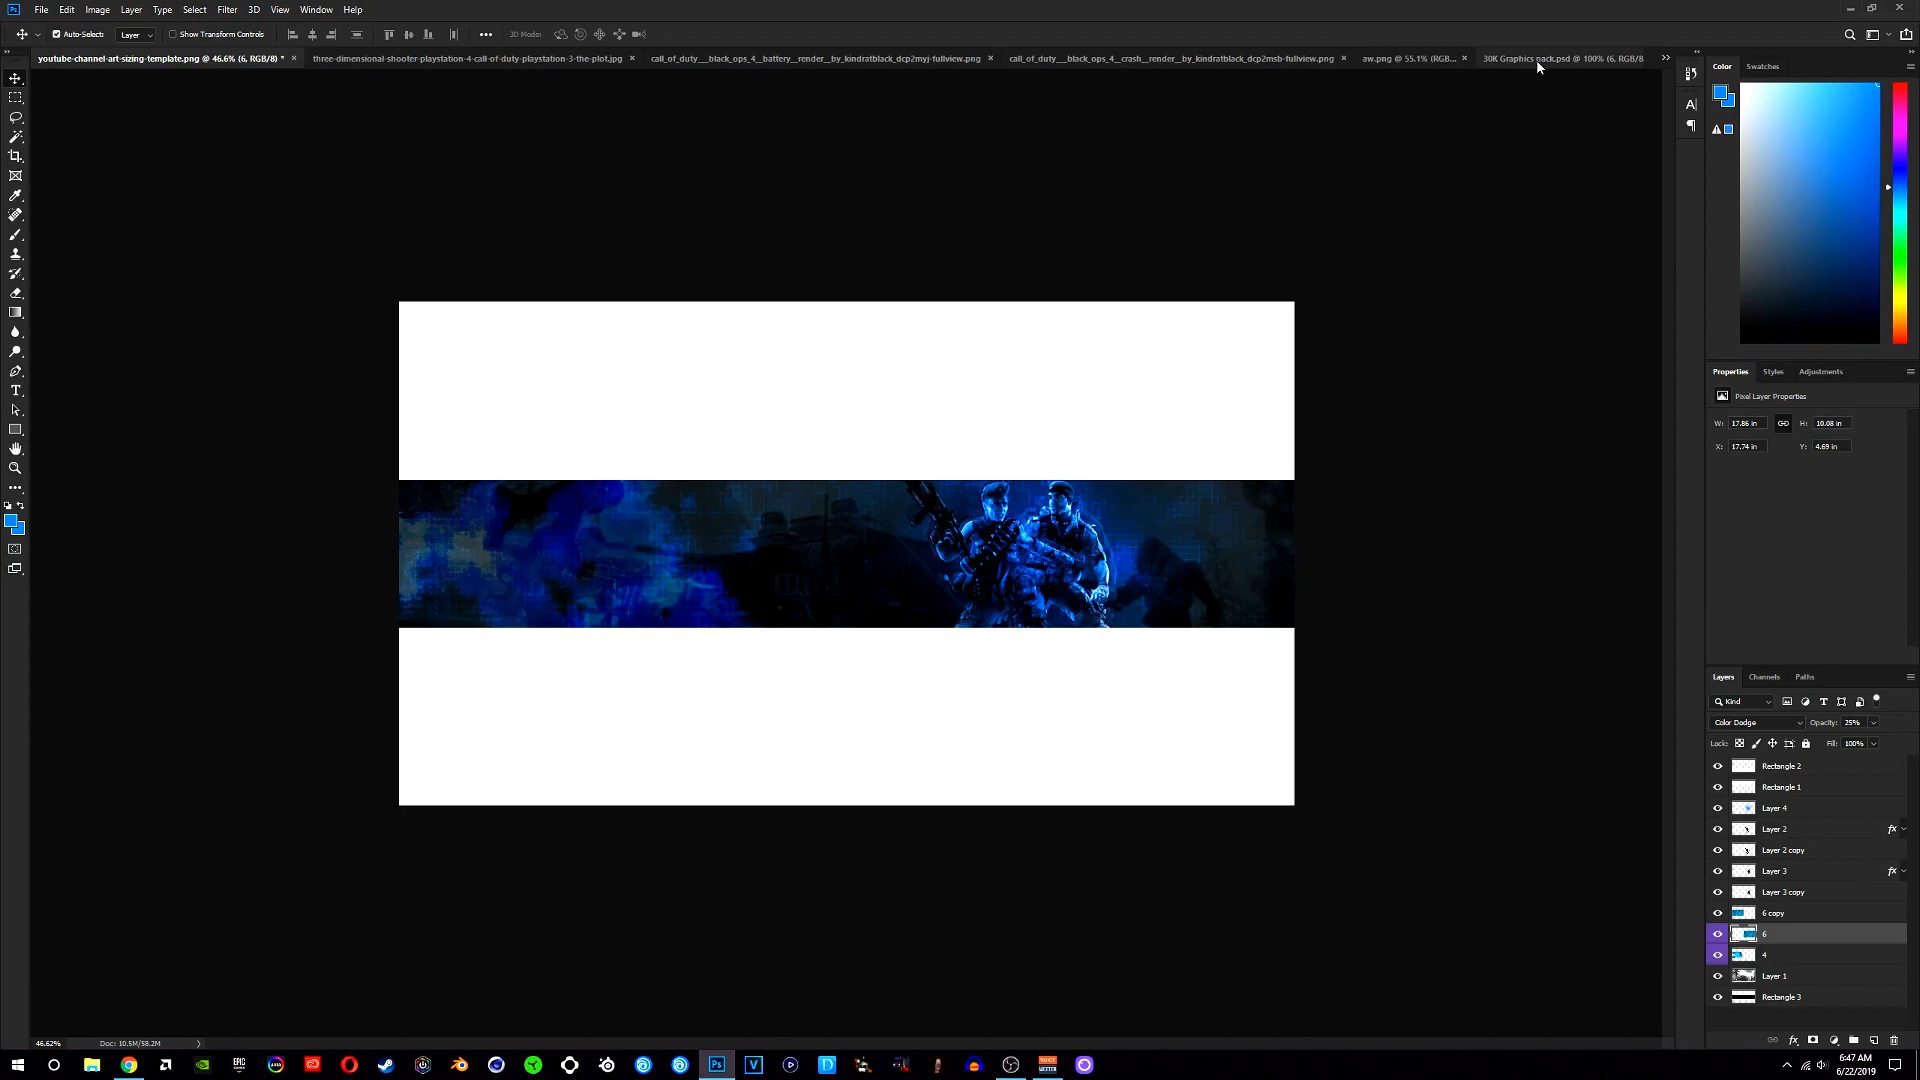 File Edit Image Layer Type Select Filter 3D View Window Help
Auto-Select: Layer Show Transform Controls 3D Mode:
youtube-channel-art-sizing-template.png @ 46.6% (6, RGB/8) *
three-dimensional-shooter-playstation-4-call-of-duty-playstation-3-the-plot.jpg
call_of_duty___black_ops_4__battery__render__by_kindratblack_dcp2myj-fullview.png
call_of_duty___black_ops_4__crash__render__by_kindratblack_dcp2msb-fullview.png
aw.png @ 55.1% (RGB...
30K Graphics pack.psd @ 100% (6, RGB/8
Color Swatches
Properties Styles Adjustments
Pixel Layer Properties
W: 17.86 in H: 10.08 in
X: 17.74 in Y: 4.69 in
Layers Channels Paths
Kind
Color Dodge Opacity: 25%
Lock: Fill: 100%
Rectangle 2
Rectangle 1
Layer 4
Layer 2 fx
Layer 2 copy
Layer 3 fx
Layer 3 copy
6 copy
6
4
Layer 1
Rectangle 3
fx
46.62% Doc: 10.5M/58.2M
6:47 AM
6/22/2019